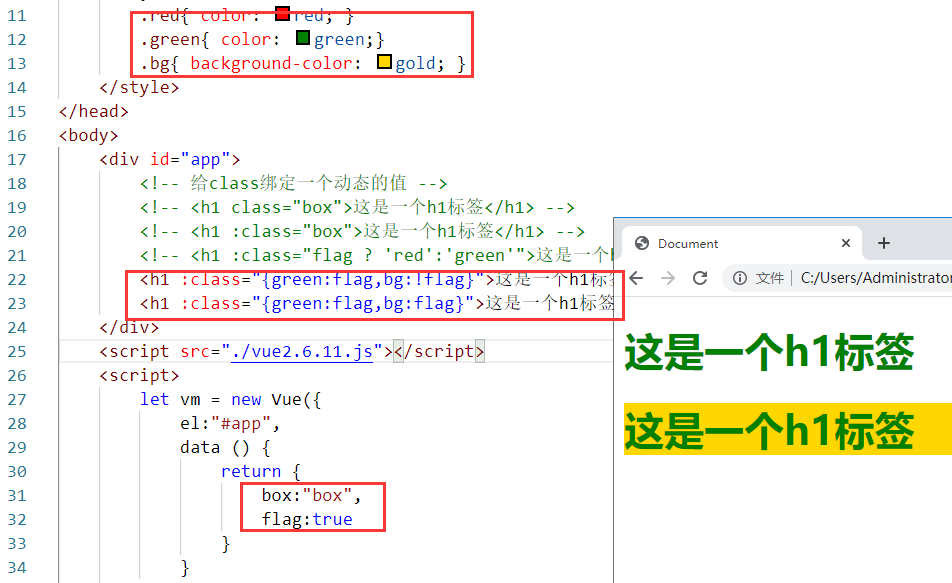 11 .red{ color: red; }
12 .green{ color: green;}
13 .bg{ background-color: gold; }
14 </style>
15 </head>
16 <body>
17 <div id="app">
18 <!-- 给class绑定一个动态的值 -->
19 <!-- <h1 class="box">这是一个h1标签</h1> -->
20 <!-- <h1 :class="box">这是一个h1标签</h1> -->
21 <!-- <h1 :class="flag ? 'red':'green'">这是一个
22 <h1 :class="{green:flag,bg:!flag}">这是一个h1标
23 <h1 :class="{green:flag,bg:flag}">这是一个h1标签
24 </div>
25 <script src="./vue2.6.11.js"></script>
26 <script>
27 let vm = new Vue({
28 el:"#app",
29 data () {
30 return {
31 box:"box",
32 flag:true
33 }
34 }
Document
文件 C:/Users/Administrator
这是一个h1标签
这是一个h1标签